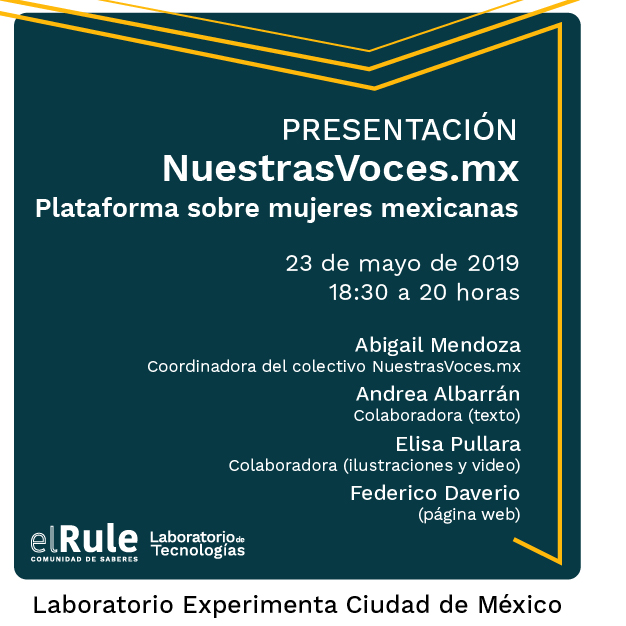 PRESENTACIÓN
NuestrasVoces.mx
Plataforma sobre mujeres mexicanas
23 de mayo de 2019
18:30 a 20 horas
Abigail Mendoza
Coordinadora del colectivo NuestrasVoces.mx
Andrea Albarrán
Colaboradora (texto)
Elisa Pullara
Colaboradora (ilustraciones y video)
Federico Daverio
(página web)
elRule
COMUNIDAD DE SABERES
Laboratorio de
Tecnologías
Laboratorio Experimenta Ciudad de México